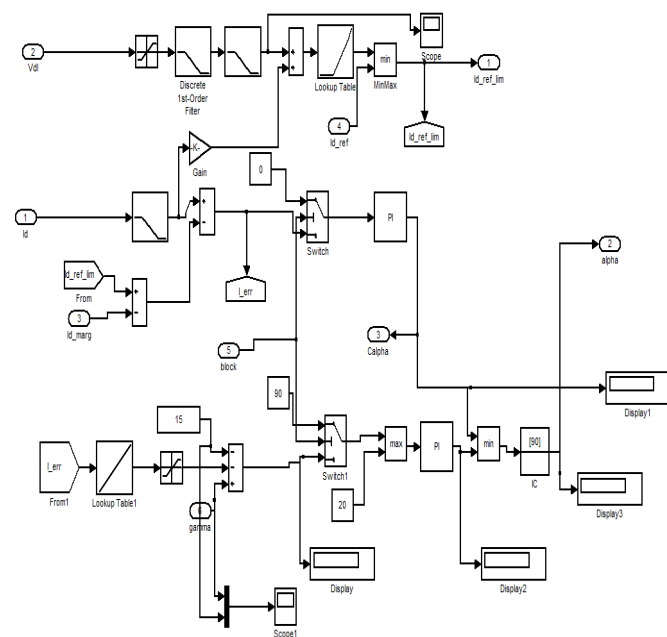 2
Vdl
Discrete
1st-Order
Filter
+
+
Lookup Table
min
MinMax
Scope
1
Id_ref_lim
Id_ref_lim
4
Id_ref
-K-
Gain
0
1
Id
+
-
Switch
PI
2
alpha
Id_ref_lim
From
+
-
3
Id_marg
I_err
5
block
3
Calpha
Display1
90
15
I_err
From1
Lookup Table1
-
-
+
Switch1
20
max
PI
min
[90]
IC
Display3
6
gamma
Display
Display2
Scope1